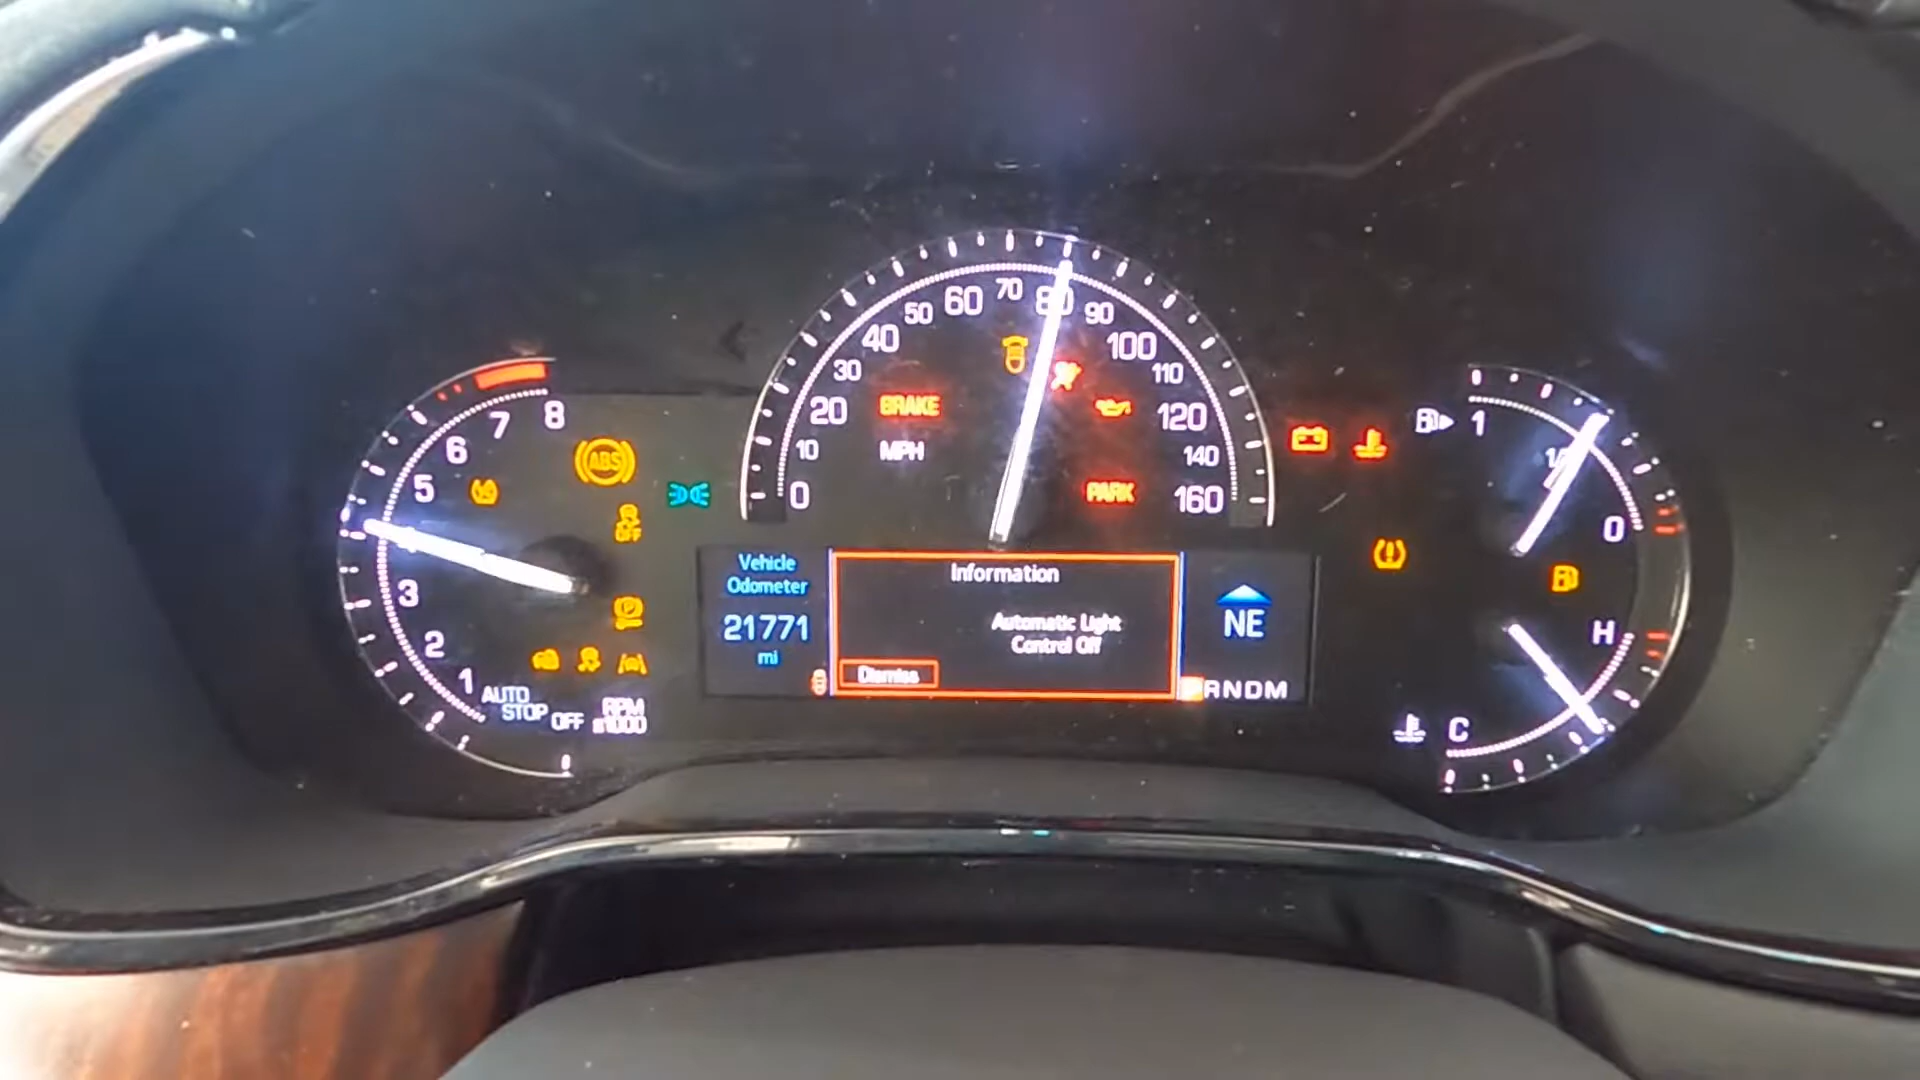 70
60
80
50
90
40
100
30
110
20
BRAKE
120
10
MPH
140
0
PARK
160
8
7
6
5
3
2
1
ABS
OFF
AUTO
STOP
OFF
RPM
x1000
Vehicle
Odometer
21771
mi
Information
Automatic Light
Control Off
Dismiss
NE
PRNDM
1
0
H
C